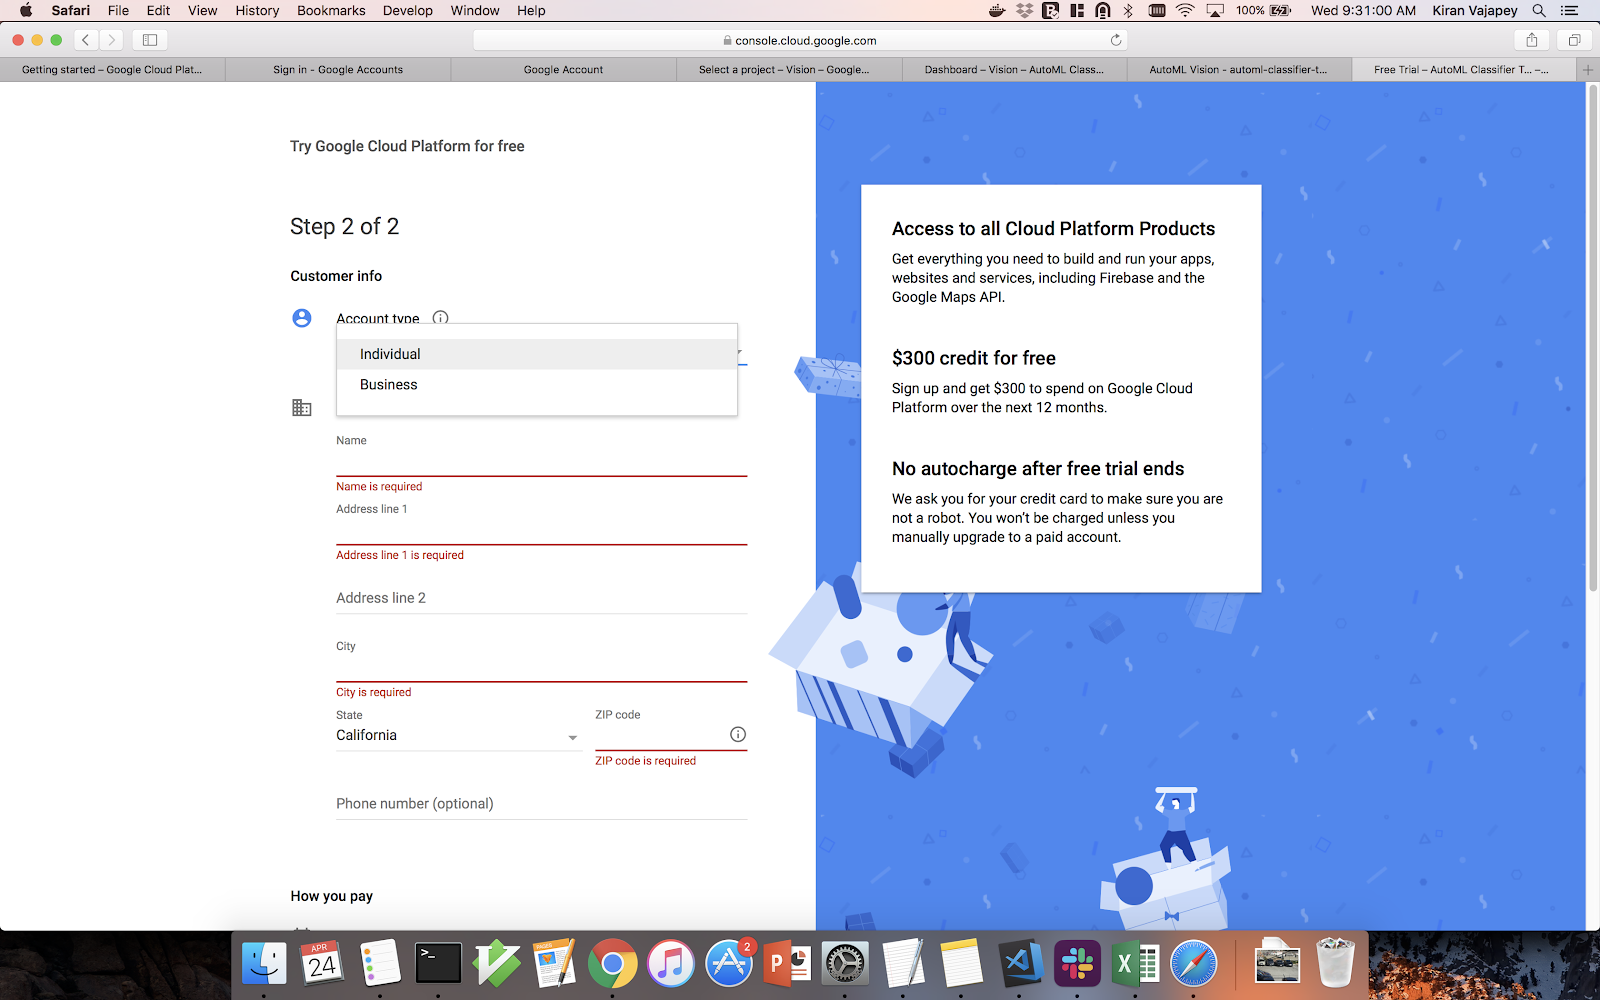 Safari File Edit View History Bookmarks Develop Window Help 100% Wed 9:31:00 AM Kiran Vajapey
console.cloud.google.com
Getting started – Google Cloud Plat... Sign in - Google Accounts Google Account Select a project – Vision – Google... Dashboard – Vision – AutoML Class... AutoML Vision - automl-classifier-t... Free Trial – AutoML Classifier T... –...
Try Google Cloud Platform for free
Step 2 of 2
Customer info
Account type
Individual
Business
Name
Name is required
Address line 1
Address line 1 is required
Address line 2
City
City is required
State
California
ZIP code
ZIP code is required
Phone number (optional)
How you pay
Access to all Cloud Platform Products
Get everything you need to build and run your apps,
websites and services, including Firebase and the
Google Maps API.
$300 credit for free
Sign up and get $300 to spend on Google Cloud
Platform over the next 12 months.
No autocharge after free trial ends
We ask you for your credit card to make sure you are
not a robot. You won't be charged unless you
manually upgrade to a paid account.
APR
24
>_
PAGES
2
P
X